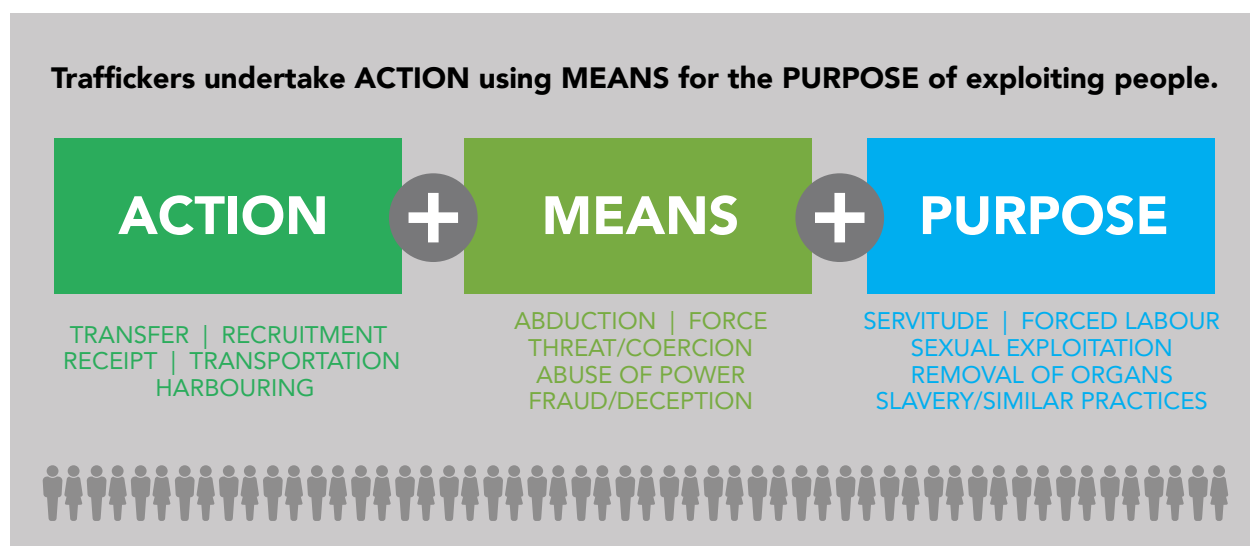 Traffickers undertake ACTION using MEANS for the PURPOSE of exploiting people.
ACTION
+
MEANS
+
PURPOSE
TRANSFER | RECRUITMENT
RECEIPT | TRANSPORTATION
HARBOURING
ABDUCTION | FORCE
THREAT/COERCION
ABUSE OF POWER
FRAUD/DECEPTION
SERVITUDE | FORCED LABOUR
SEXUAL EXPLOITATION
REMOVAL OF ORGANS
SLAVERY/SIMILAR PRACTICES